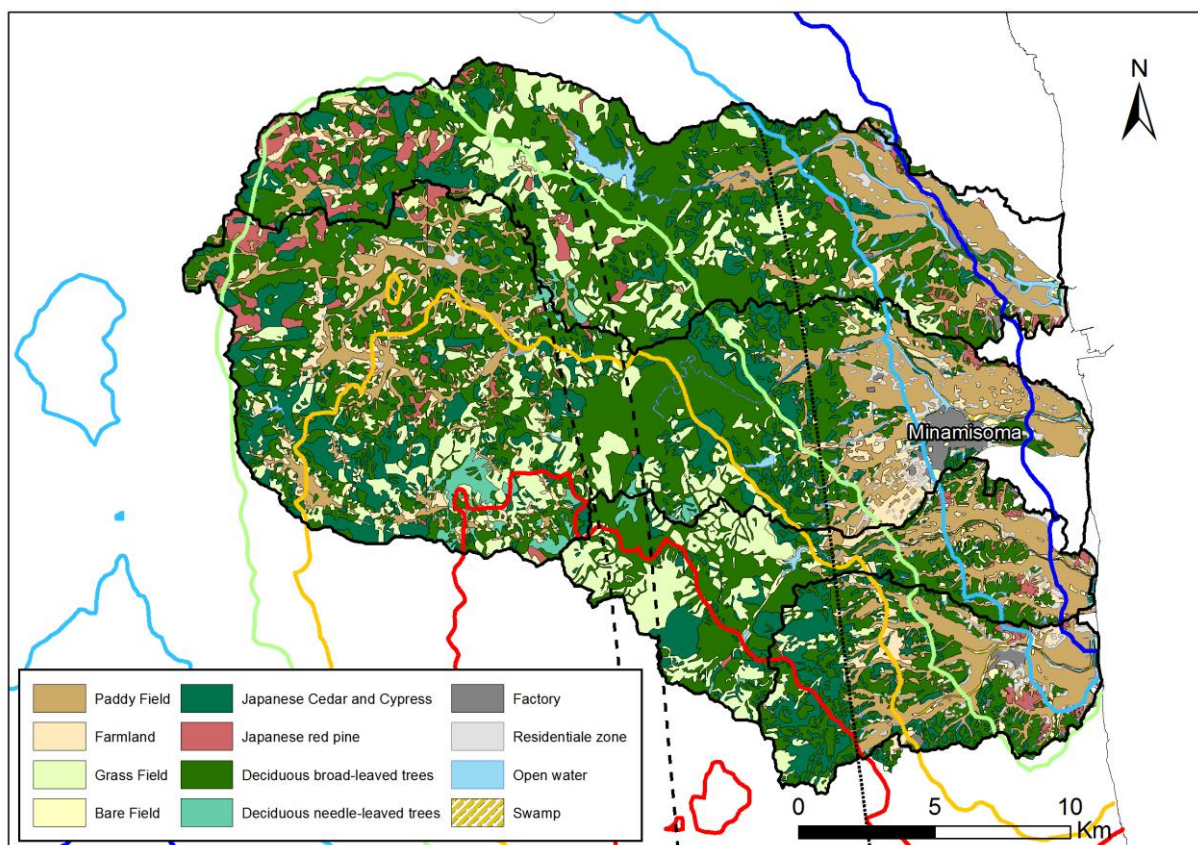 N
Minamisoma
Paddy Field
Japanese Cedar and Cypress
Factory
Farmland
Japanese red pine
Residentiale zone
Grass Field
Deciduous broad-leaved trees
Open water
Bare Field
Deciduous needle-leaved trees
Swamp
0 5 10
Km